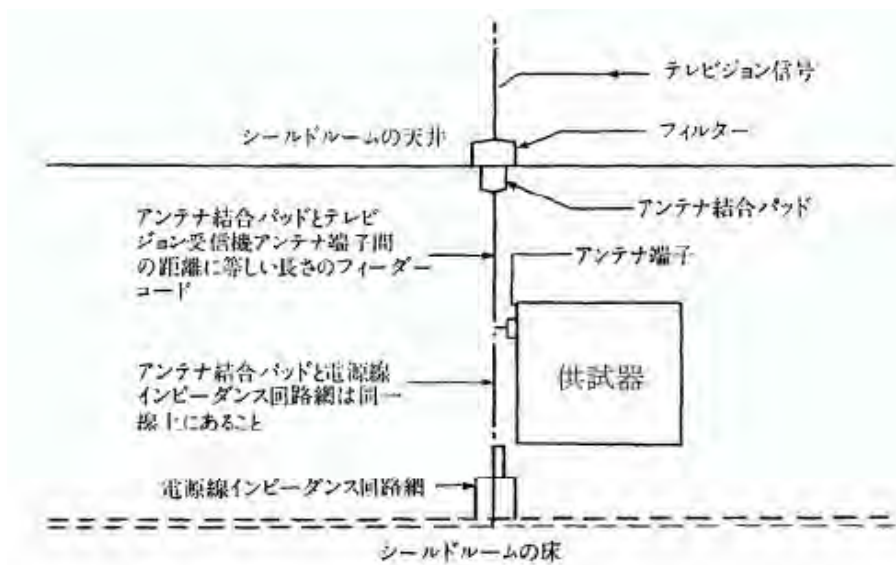 テレビジョン信号
シールドルームの天井
フィルター
アンテナ結合パッド
アンテナ結合パッドとテレビ
ジョン受信機アンテナ端子間
の距離に等しい長さのフィーダー
コード
アンテナ端子
供試器
アンテナ結合パッドと電源線
インピーダンス回路網は同一
線上にあること
電源線インピーダンス回路網
シールドルームの床